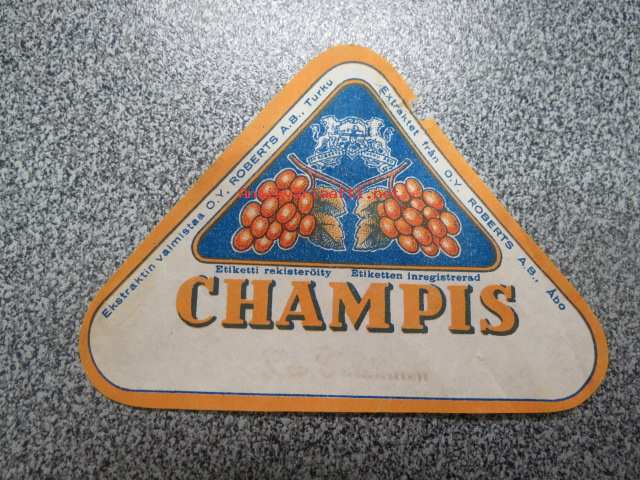 Ekstraktin valmistaa O.Y. ROBERTS A.B., Turku
Extraktet från O.Y. ROBERTS A.B., Åbo
Etiketti rekisteröity Etiketten inregistrerad
CHAMPIS